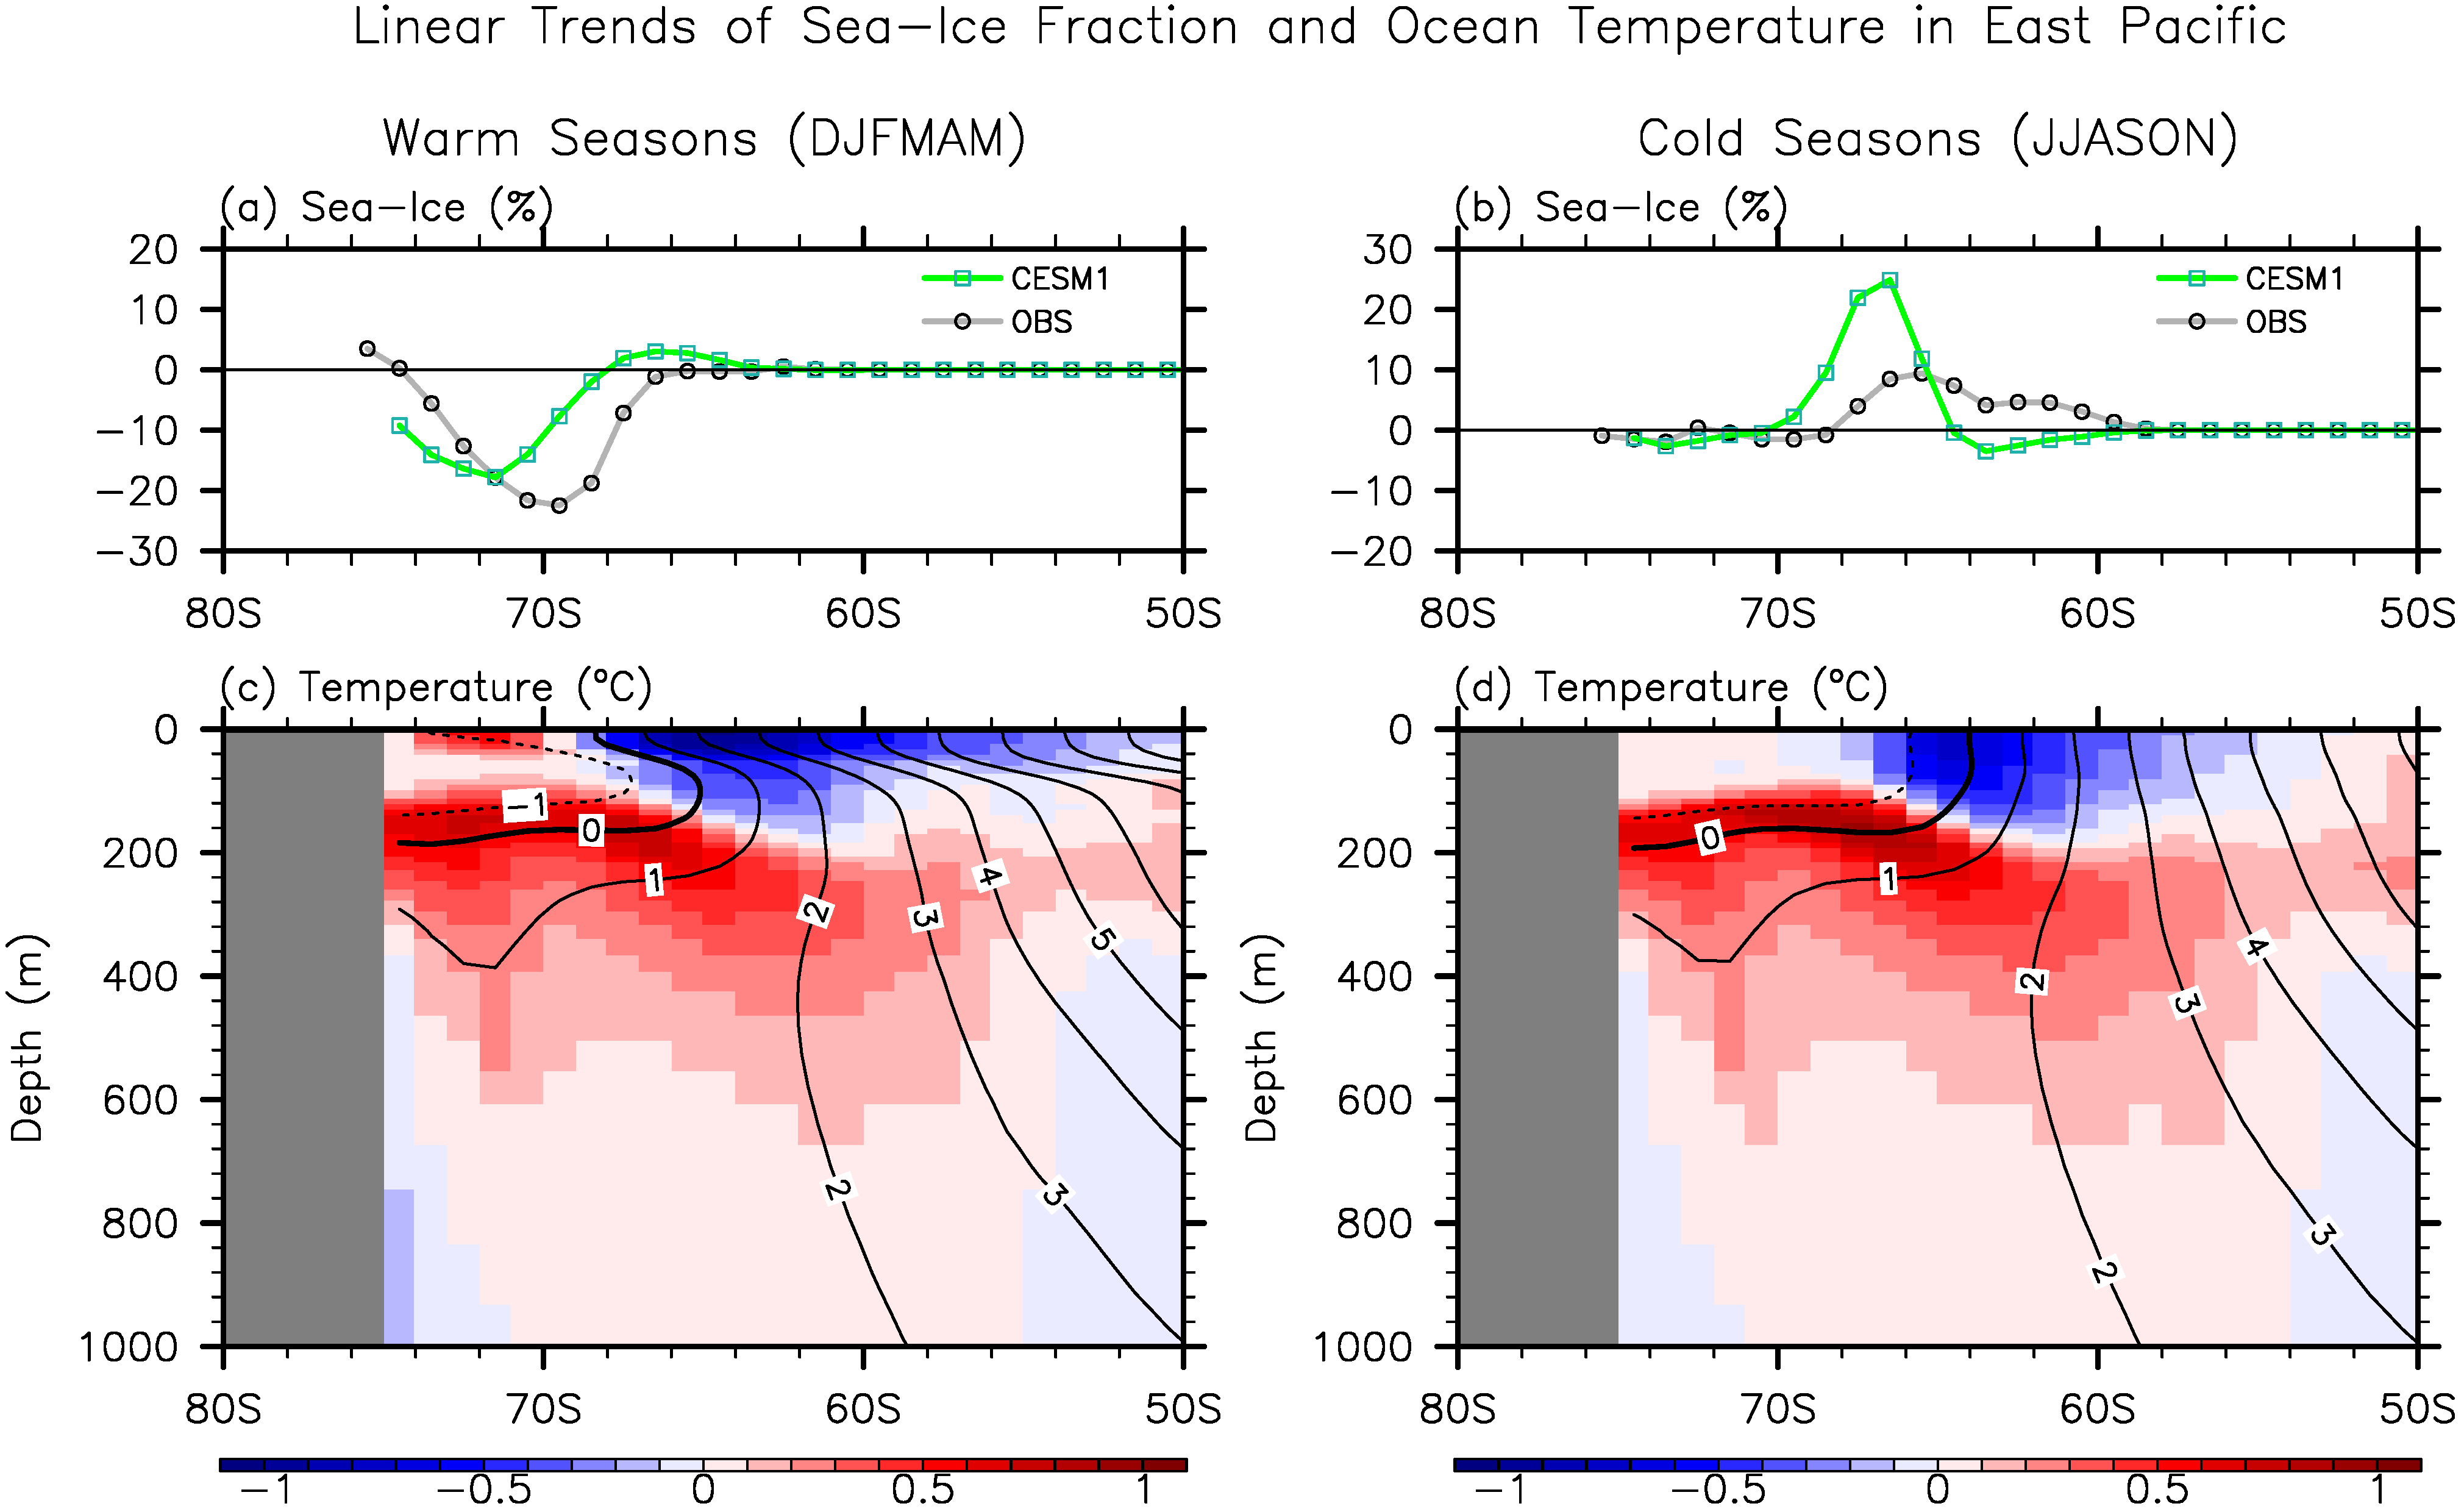 Linear Trends of Sea-Ice Fraction and Ocean Temperature in East Pacific
Warm Seasons (DJFMAM)
Cold Seasons (JJASON)
(a) Sea-Ice (%)
20
10
0
-10
-20
-30
CESM1
OBS
80S 70S 60S 50S
(b) Sea-Ice (%)
30
20
10
0
-10
-20
CESM1
OBS
80S 70S 60S 50S
(c) Temperature (°C)
Depth (m)
0
200
400
600
800
1000
-1
0
1
2
3
4
5
2
3
80S 70S 60S 50S
-1 -0.5 0 0.5 1
(d) Temperature (°C)
Depth (m)
0
200
400
600
800
1000
0
1
2
3
4
2
3
80S 70S 60S 50S
-1 -0.5 0 0.5 1